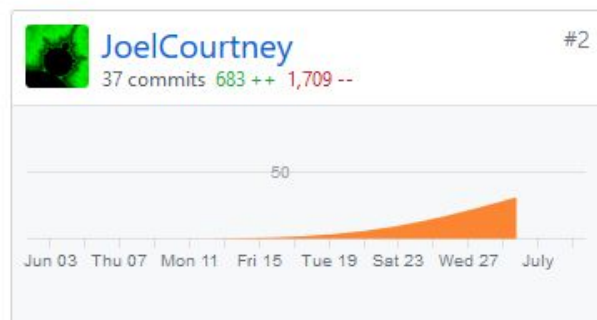 JoelCourtney
#2
37 commits 683 ++ 1,709 --
50
Jun 03 Thu 07 Mon 11 Fri 15 Tue 19 Sat 23 Wed 27 July